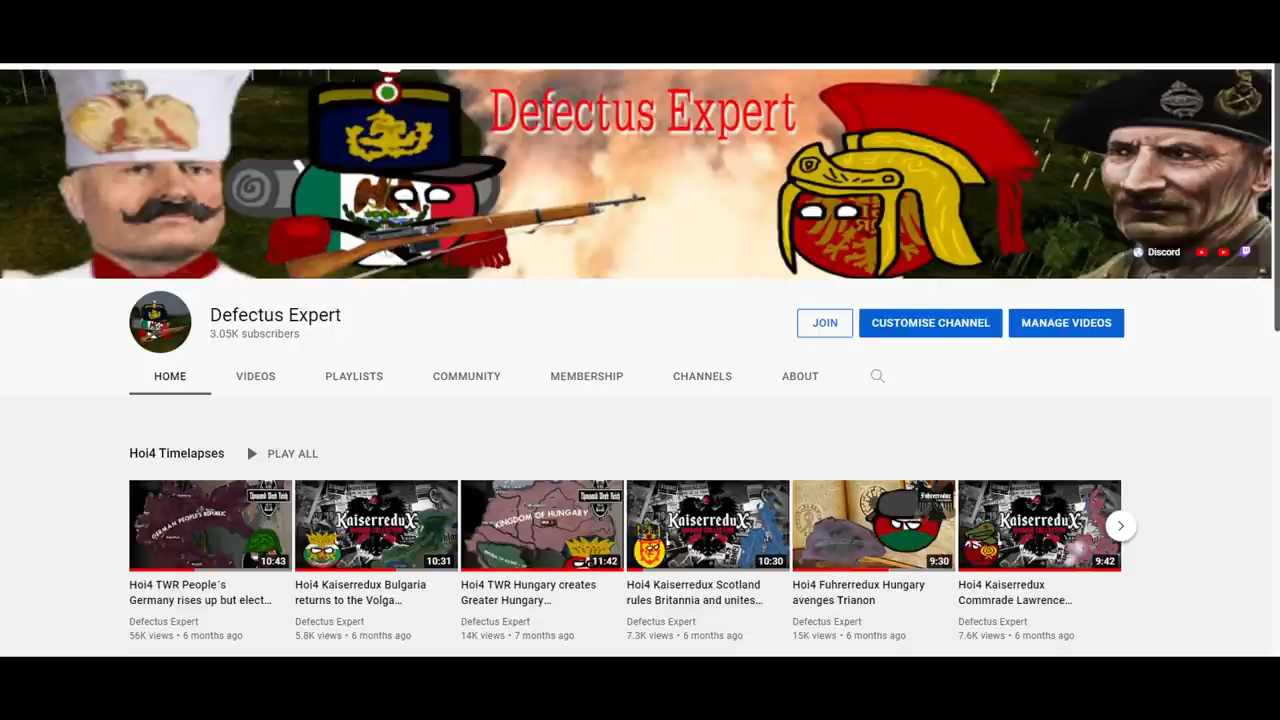 Defectus Expert
Discord
Defectus Expert
3.05K subscribers
JOIN
CUSTOMISE CHANNEL
MANAGE VIDEOS
HOME
VIDEOS
PLAYLISTS
COMMUNITY
MEMBERSHIP
CHANNELS
ABOUT
Hoi4 Timelapses
PLAY ALL
GERMAN PEOPLE'S REPUBLIC
10:43
KaiserreduX
10:31
KINGDOM OF HUNGARY
11:42
KaiserreduX
10:30
Fuhrerredux
9:30
KaiserreduX
9:42
Hoi4 TWR People´s
Germany rises up but elect...
Defectus Expert
56K views • 6 months ago
Hoi4 Kaiserredux Bulgaria
returns to the Volga...
Defectus Expert
5.8K views • 6 months ago
Hoi4 TWR Hungary creates
Greater Hungary...
Defectus Expert
14K views • 7 months ago
Hoi4 Kaiserredux Scotland
rules Britannia and unites...
Defectus Expert
7.3K views • 6 months ago
Hoi4 Fuhrerredux Hungary
avenges Trianon
Defectus Expert
15K views • 6 months ago
Hoi4 Kaiserredux
Commrade Lawrence...
Defectus Expert
7.6K views • 6 months ago